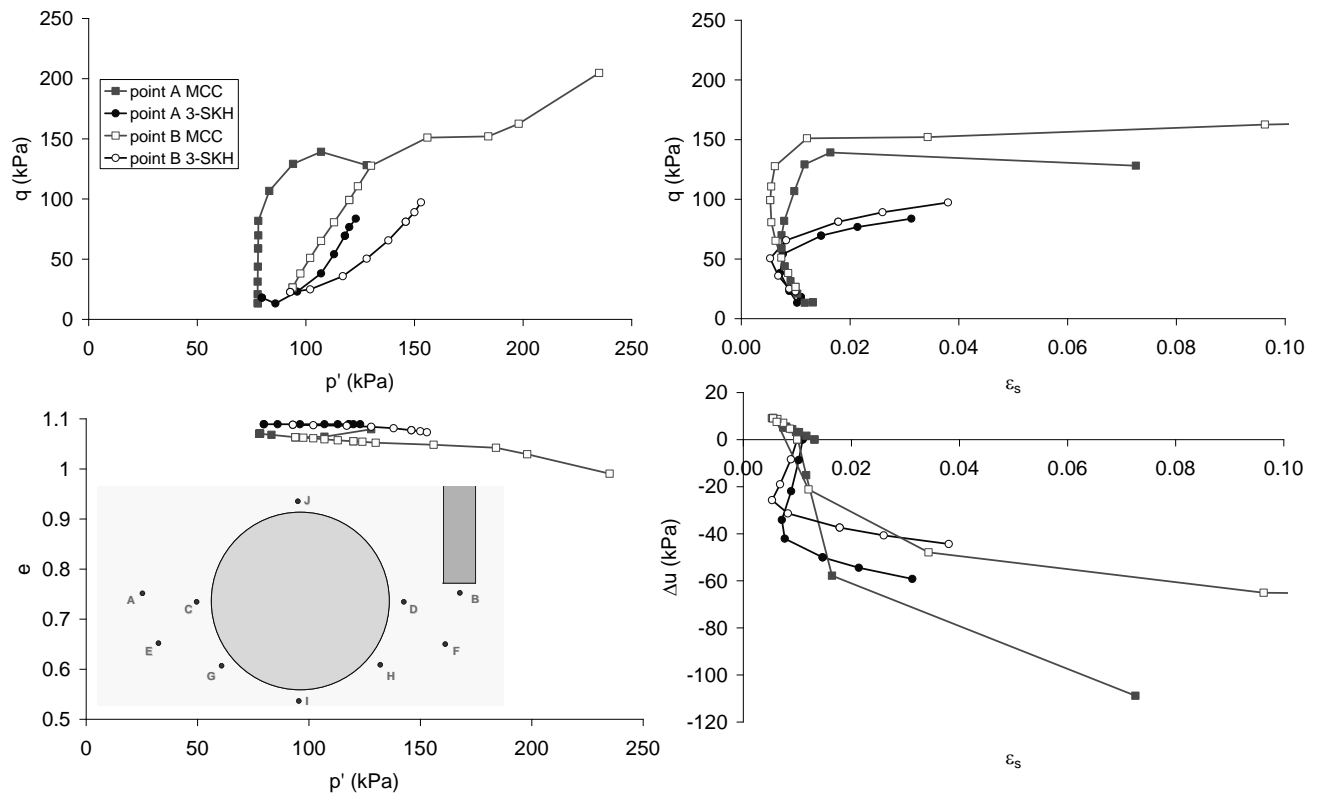 250
200
150
100
50
0
q (kPa)
point A MCC
point A 3-SKH
point B MCC
point B 3-SKH
0 50 100 150 200 250
p' (kPa)
250
200
150
100
50
0
q (kPa)
0.00 0.02 0.04 0.06 0.08 0.10
εs
1.1
1
0.9
0.8
0.7
0.6
0.5
e
J
A C D B
E F
G H
I
0 50 100 150 200 250
p' (kPa)
20
0
-20
-40
-60
-80
-100
-120
Δu (kPa)
0.00 0.02 0.04 0.06 0.08 0.10
εs